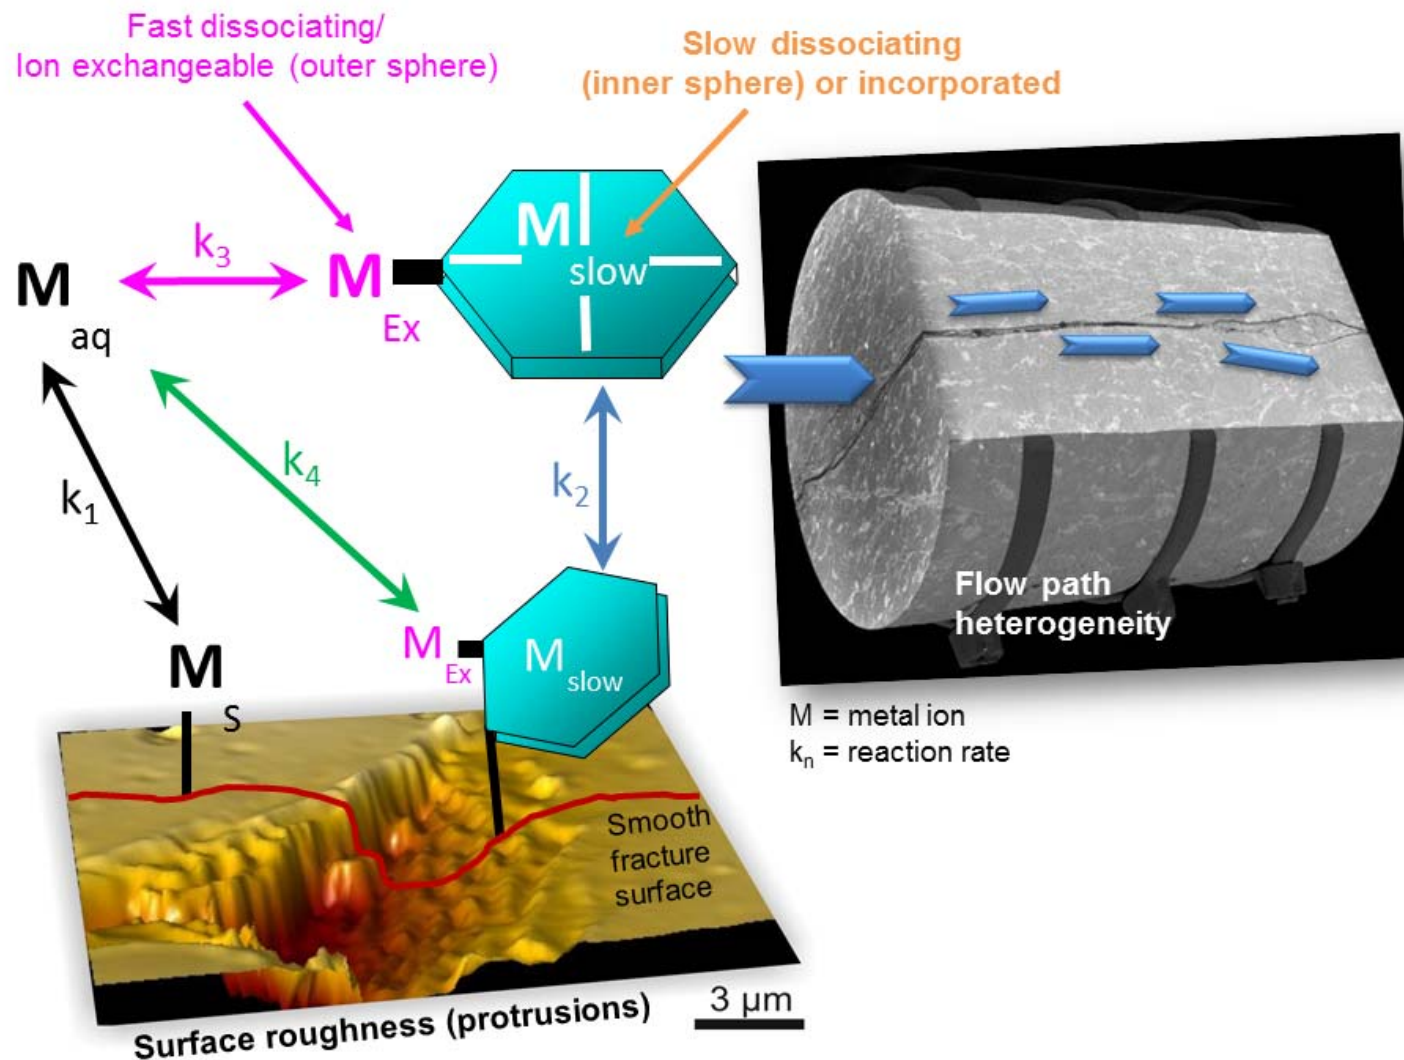 Fast dissociating/
Ion exchangeable (outer sphere)
Slow dissociating
(inner sphere) or incorporated
k3
M
aq
M
Ex
M
slow
k4
k1
k2
M
S
M
Ex
M
slow
Flow path
heterogeneity
M = metal ion
kn = reaction rate
Smooth
fracture
surface
Surface roughness (protrusions)
3 µm